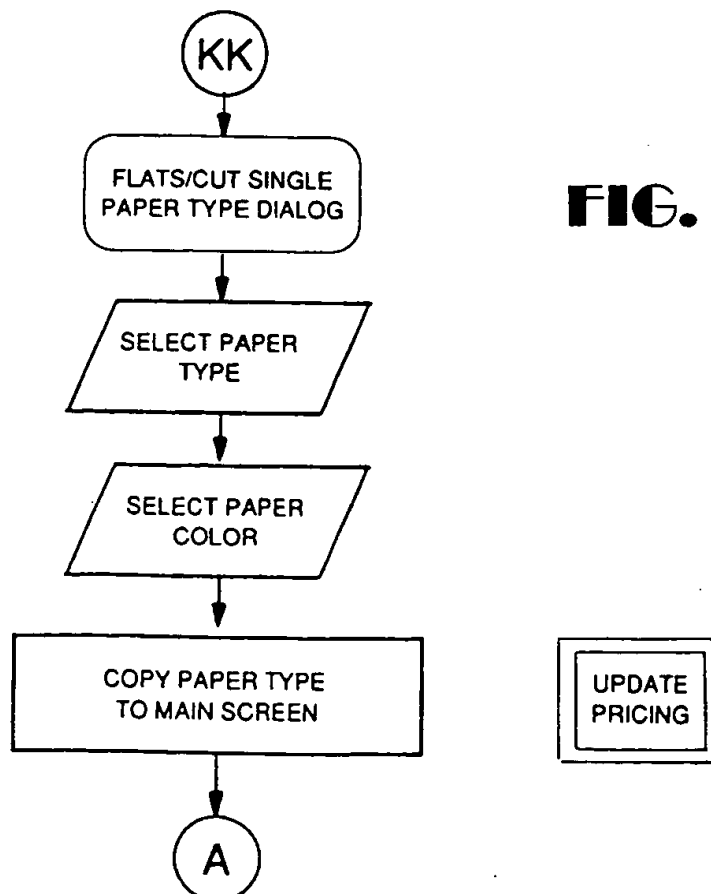 KK
FLATS/CUT SINGLE
PAPER TYPE DIALOG
FIG.
SELECT PAPER
TYPE
SELECT PAPER
COLOR
COPY PAPER TYPE
TO MAIN SCREEN
UPDATE
PRICING
A